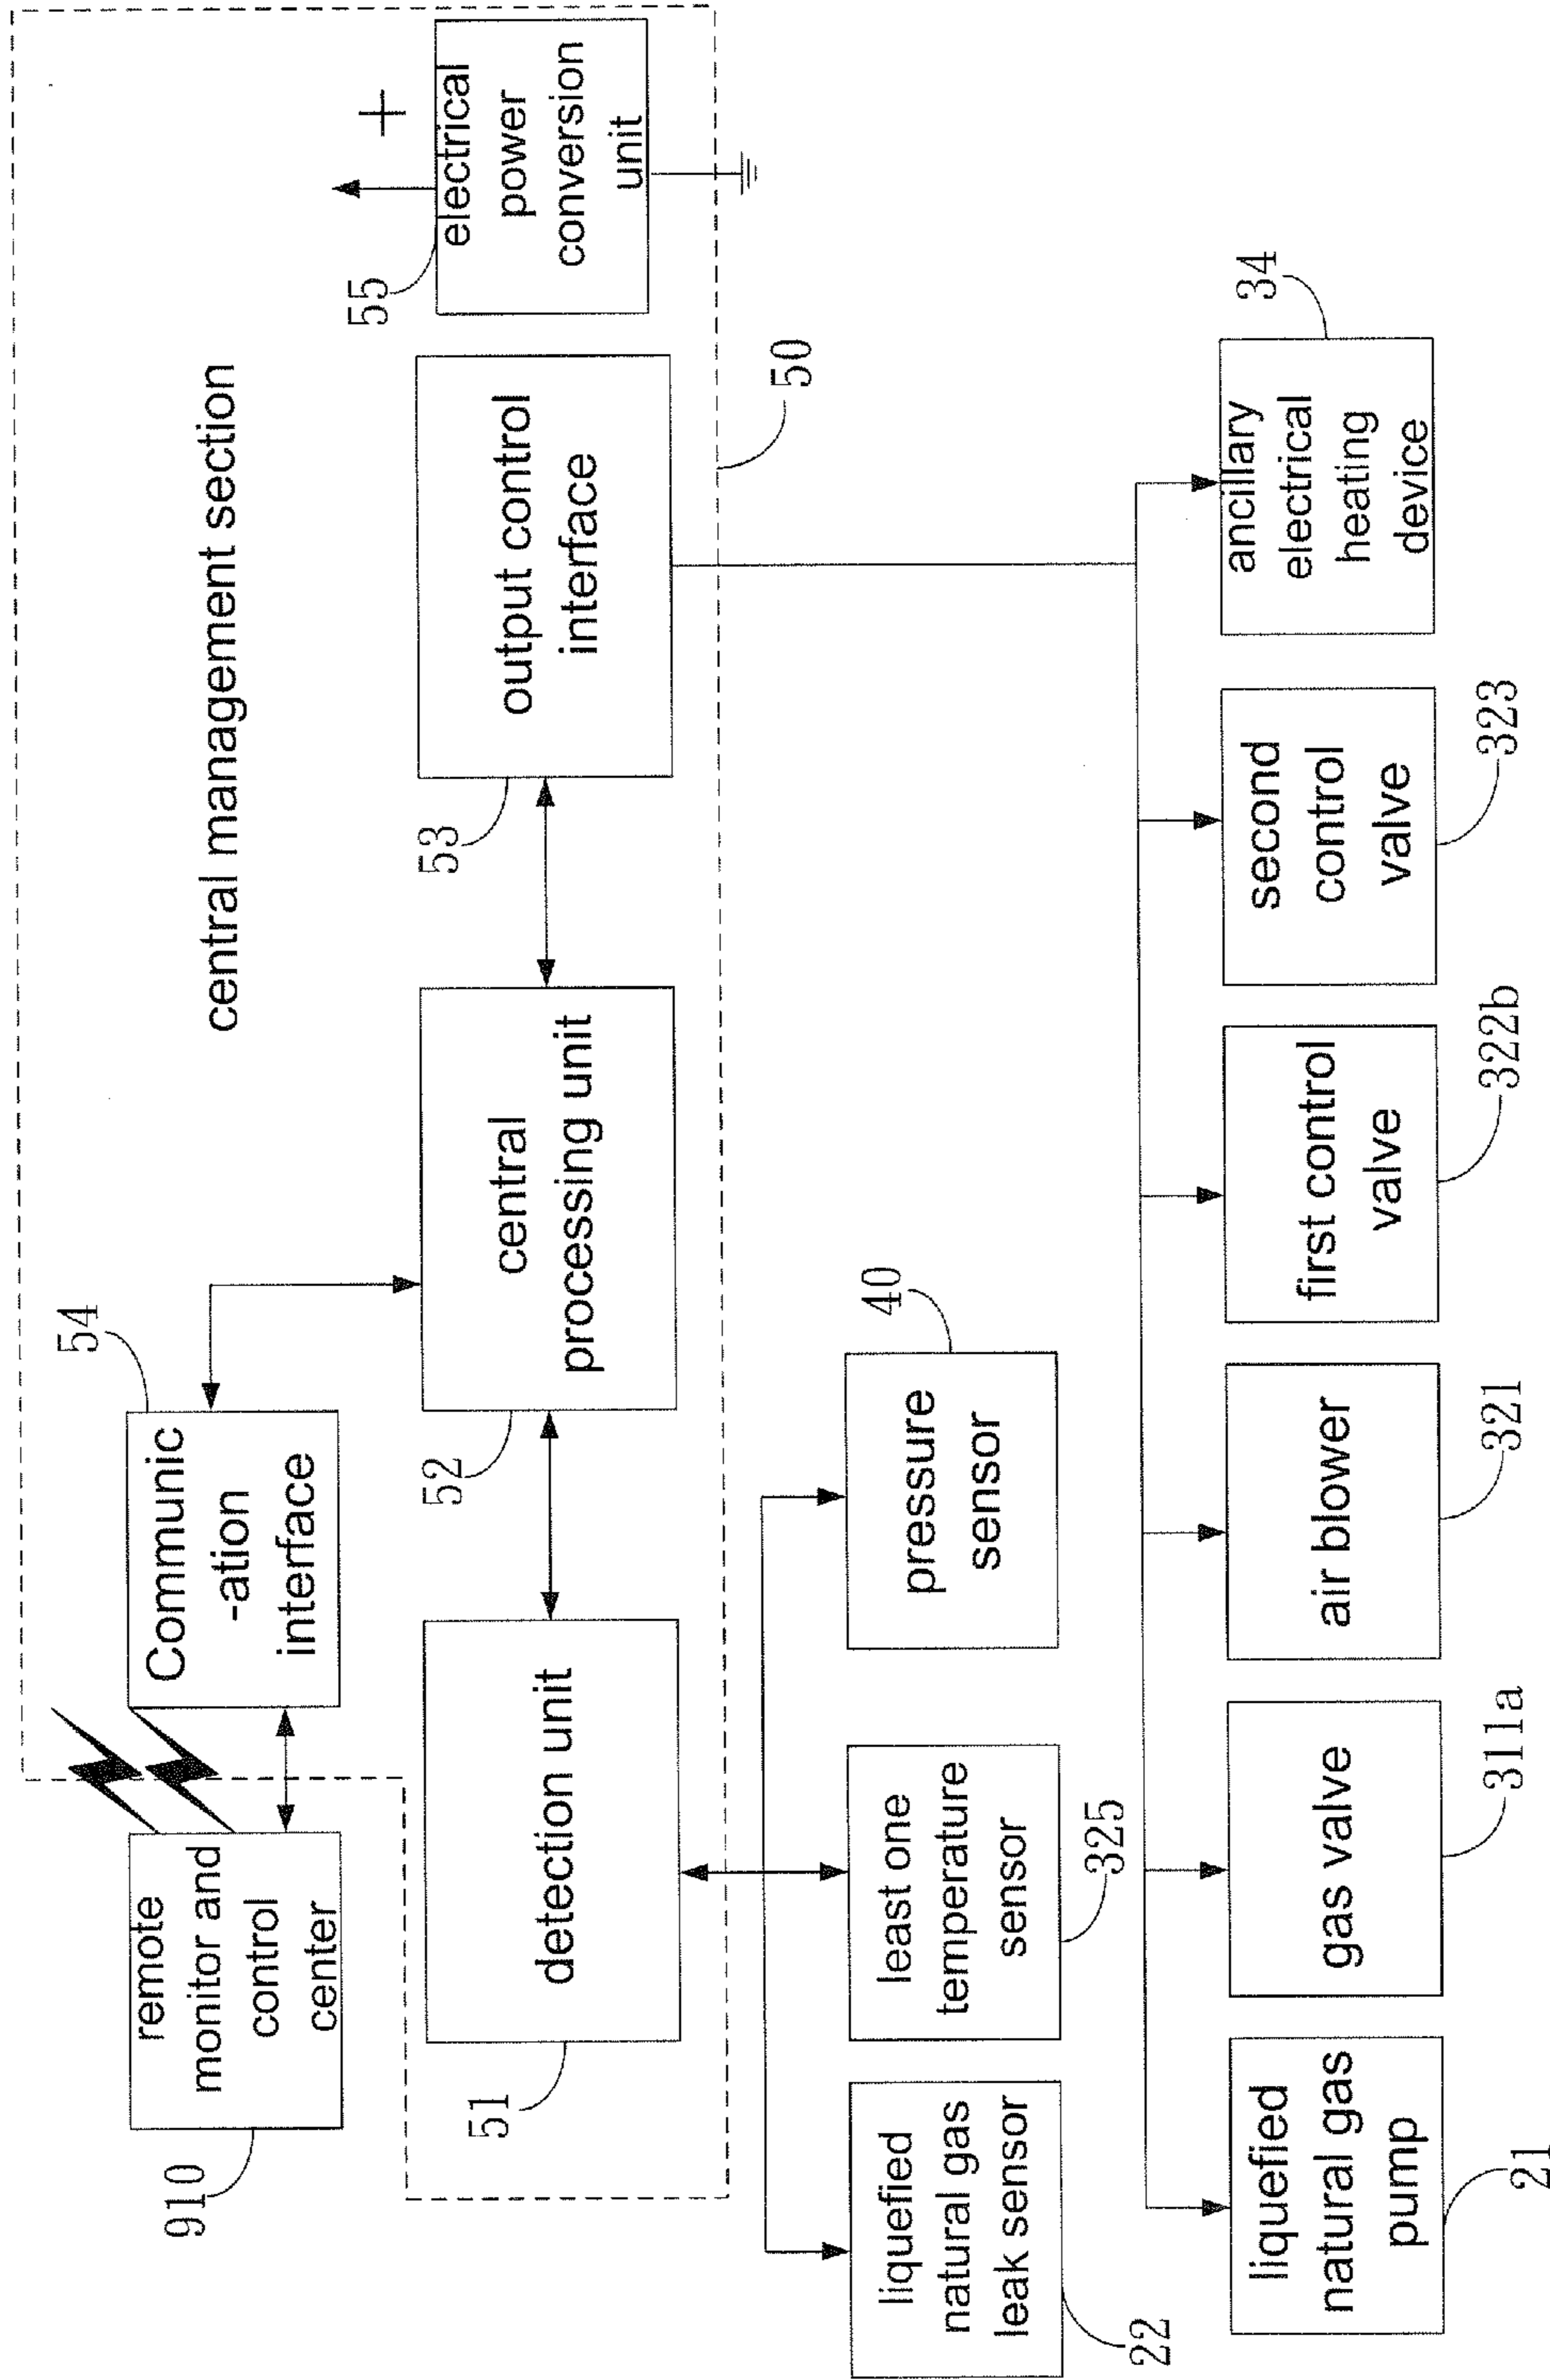 central management section
910
remote
monitor and
control
center
54
Communic
-ation
interface
55
+
electrical
power
conversion
unit
51
detection unit
52
central
processing unit
53
output control
interface
50
22
liquefied
natural gas
leak sensor
325
least one
temperature
sensor
40
pressure
sensor
21
liquefied
natural gas
pump
311a
gas valve
321
air blower
322b
first control
valve
323
second
control
valve
34
ancillary
electrical
heating
device